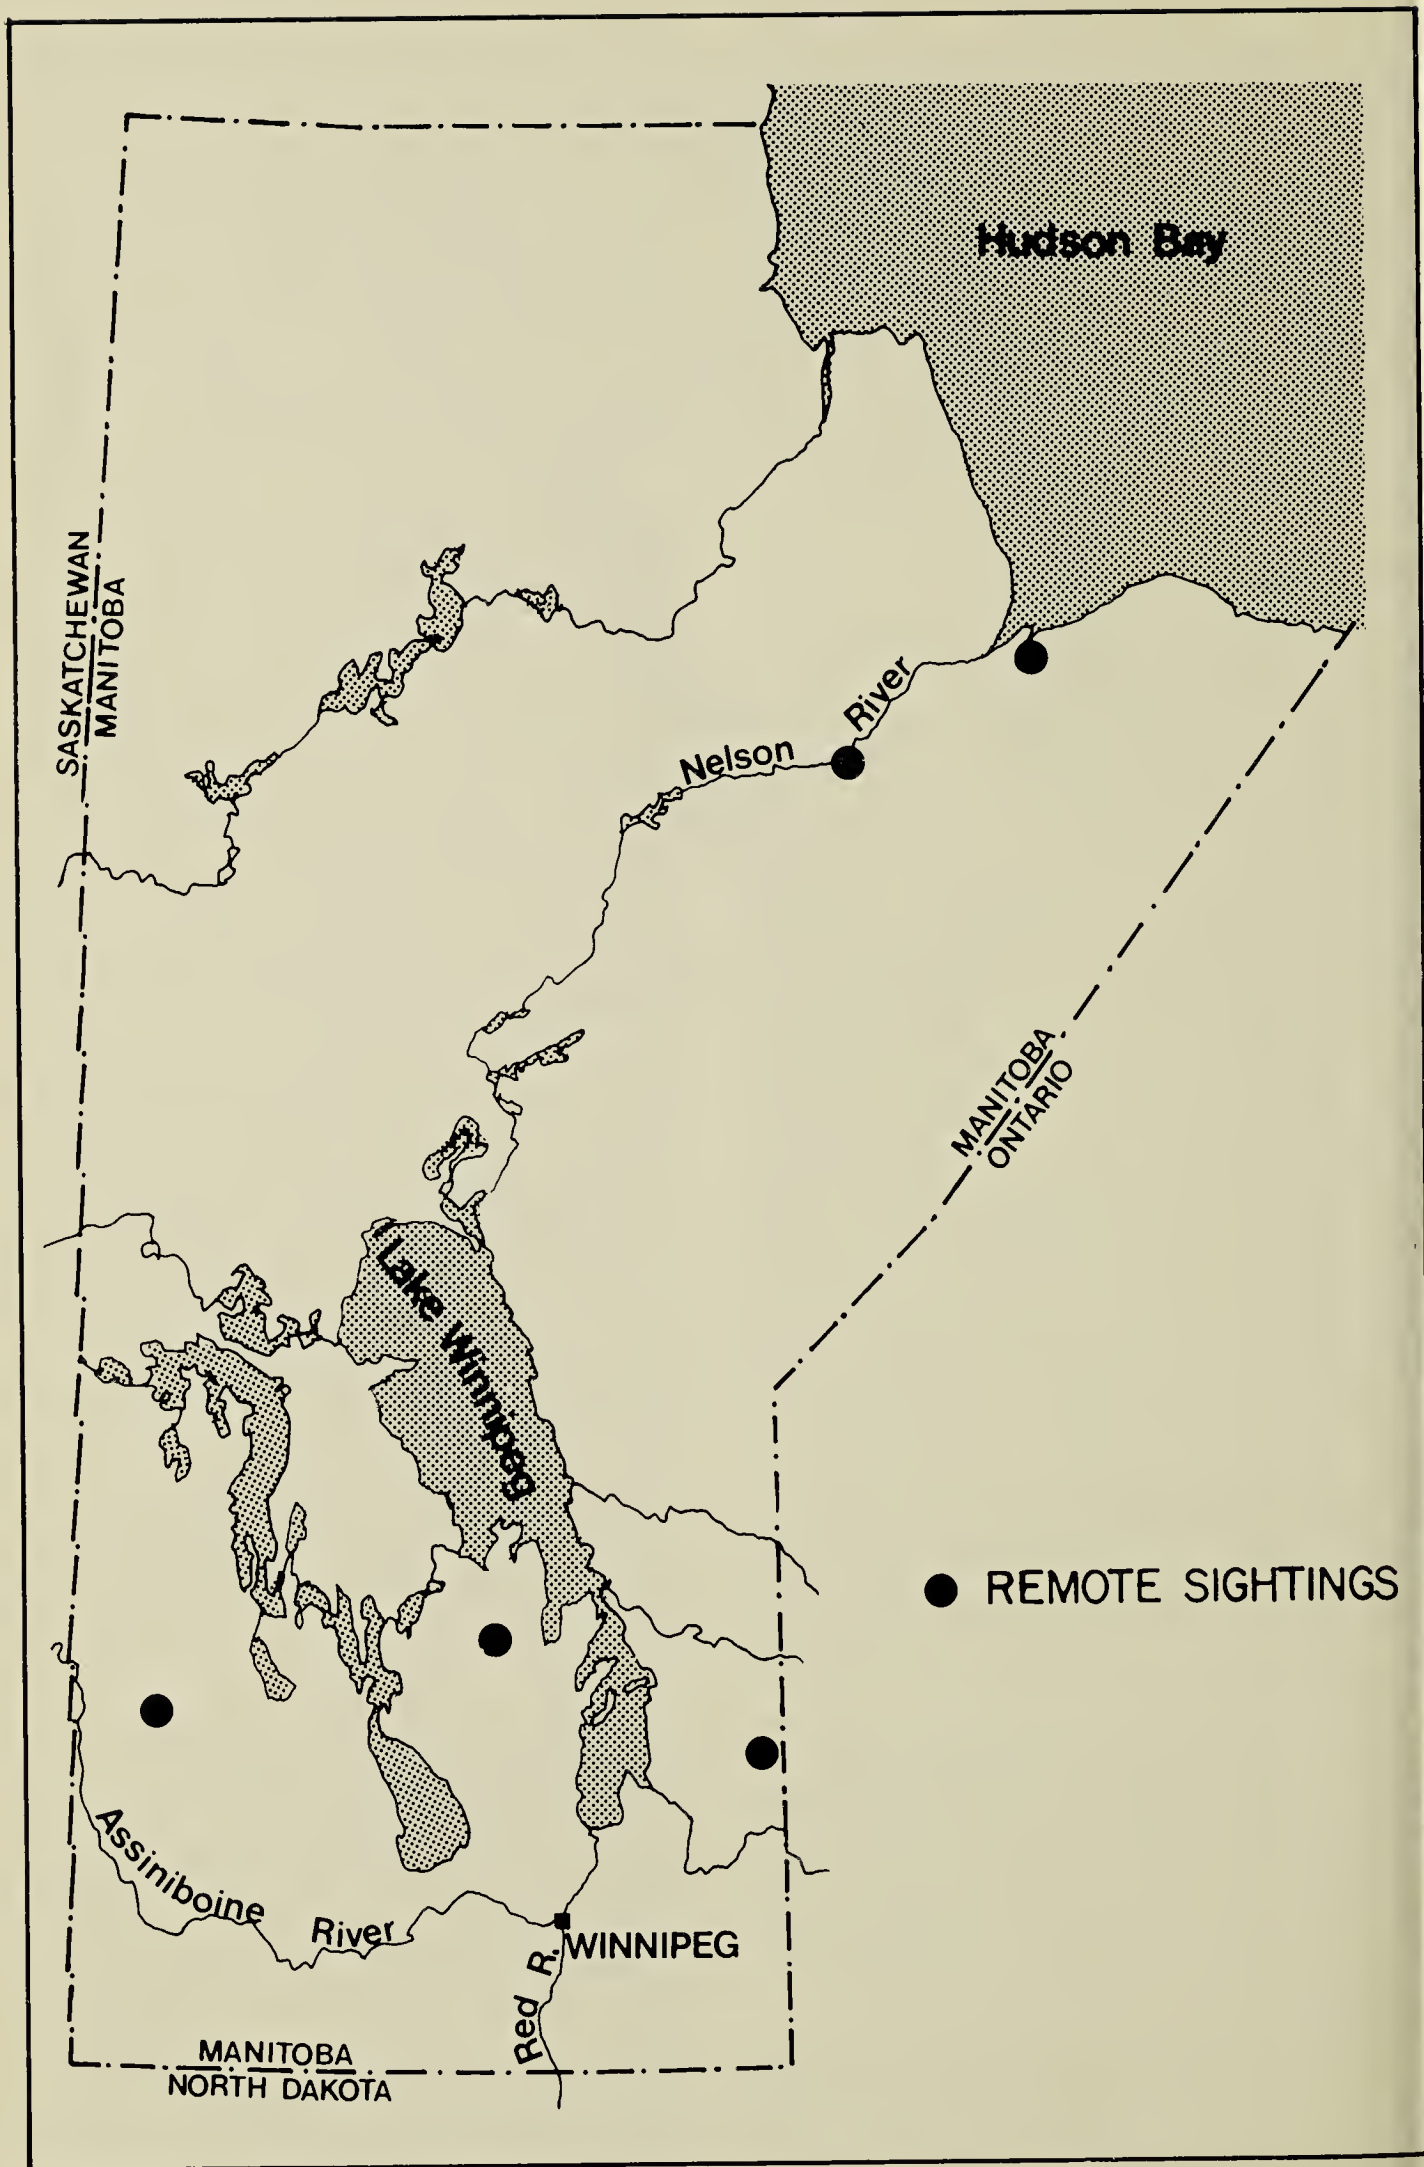 Hudson Bay
SASKATCHEWAN
MANITOBA
Nelson River
MANITOBA
ONTARIO
Lake Winnipeg
REMOTE SIGHTINGS
Assiniboine River
WINNIPEG
Red R.
MANITOBA
NORTH DAKOTA